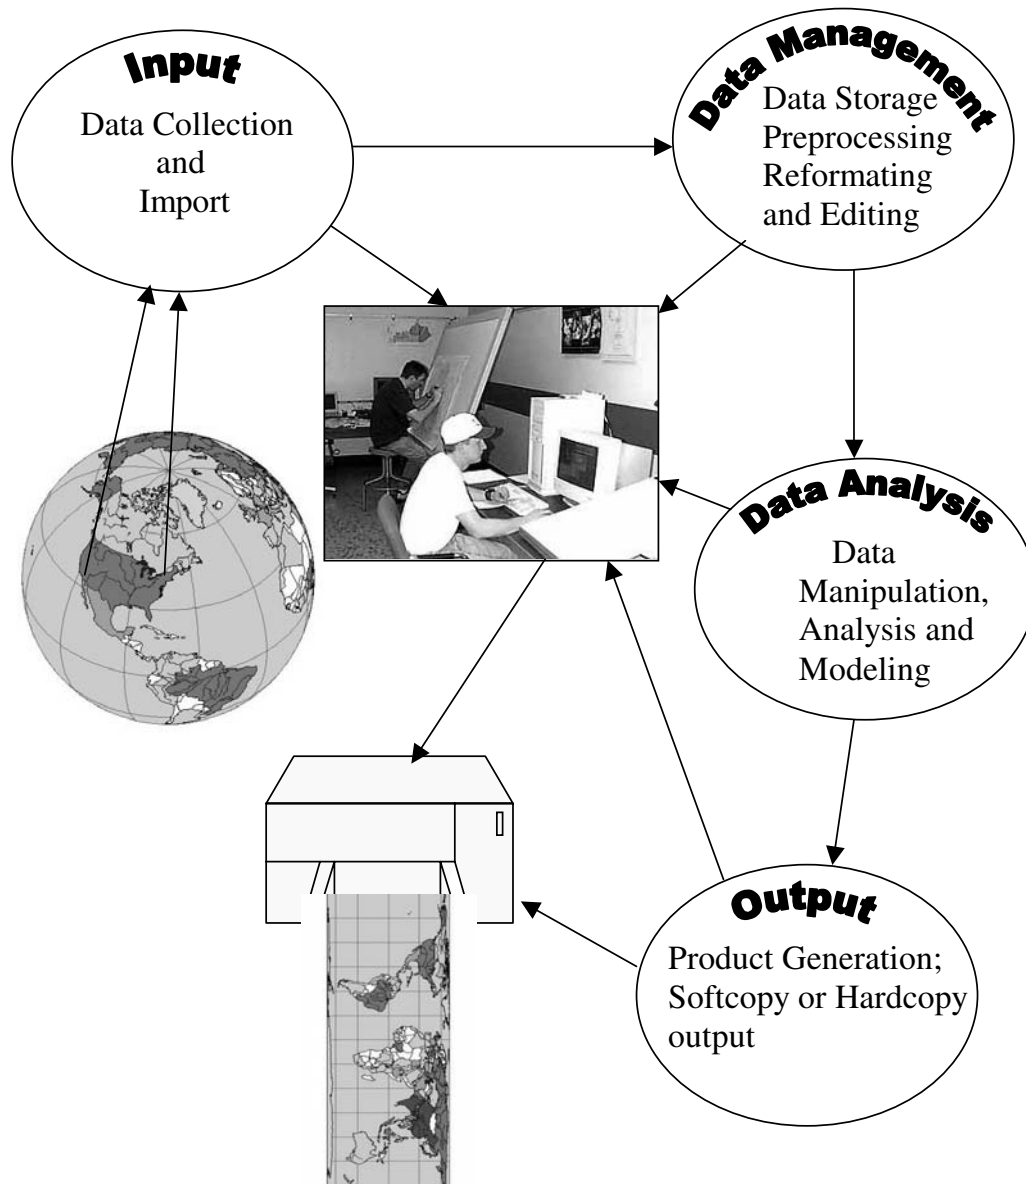 Input
Data Collection
and
Import
Data Management
Data Storage
Preprocessing
Reformating
and Editing
Data Analysis
Data
Manipulation,
Analysis and
Modeling
Output
Product Generation;
Softcopy or Hardcopy
output